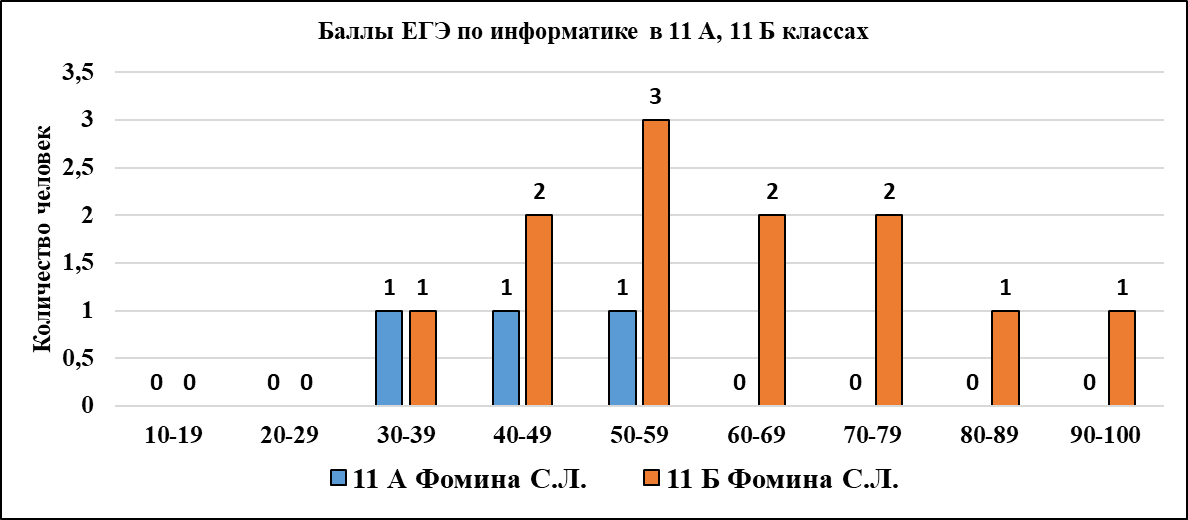 Баллы ЕГЭ по информатике в 11 А, 11 Б классах
Количество человек
3,5
3
2,5
2
1,5
1
0,5
0
0 0 0 0 1 1 1 2 1 3 0 2 0 2 0 1 0 1
10-19 20-29 30-39 40-49 50-59 60-69 70-79 80-89 90-100
11 А Фомина С.Л. 11 Б Фомина С.Л.